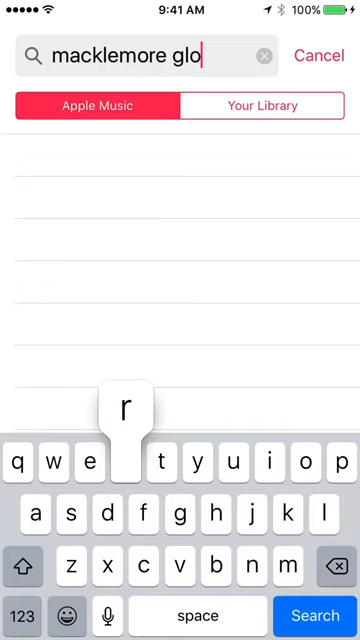 9:41 AM 100%
macklemore glo Cancel
Apple Music Your Library
r
q w e t y u i o p
a s d f g h j k l
z x c v b n m
123 space Search